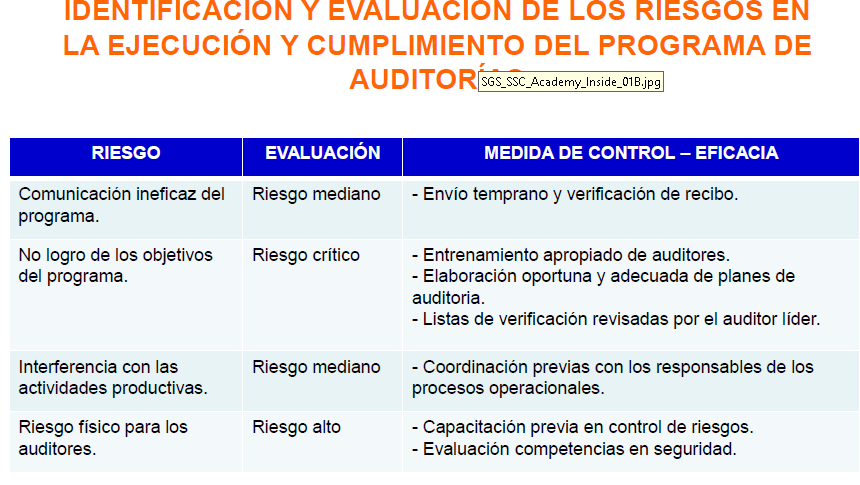 IDENTIFICACIÓN Y EVALUACIÓN DE LOS RIESGOS EN
LA EJECUCIÓN Y CUMPLIMIENTO DEL PROGRAMA DE
AUDITORÍAS
SGS_SSC_Academy_Inside_01B.jpg
RIESGO EVALUACIÓN MEDIDA DE CONTROL – EFICACIA
Comunicación ineficaz del
programa.
Riesgo mediano
- Envío temprano y verificación de recibo.
No logro de los objetivos
del programa.
Riesgo crítico
- Entrenamiento apropiado de auditores.
- Elaboración oportuna y adecuada de planes de
auditoria.
- Listas de verificación revisadas por el auditor líder.
Interferencia con las
actividades productivas.
Riesgo mediano
- Coordinación previas con los responsables de los
procesos operacionales.
Riesgo físico para los
auditores.
Riesgo alto
- Capacitación previa en control de riesgos.
- Evaluación competencias en seguridad.